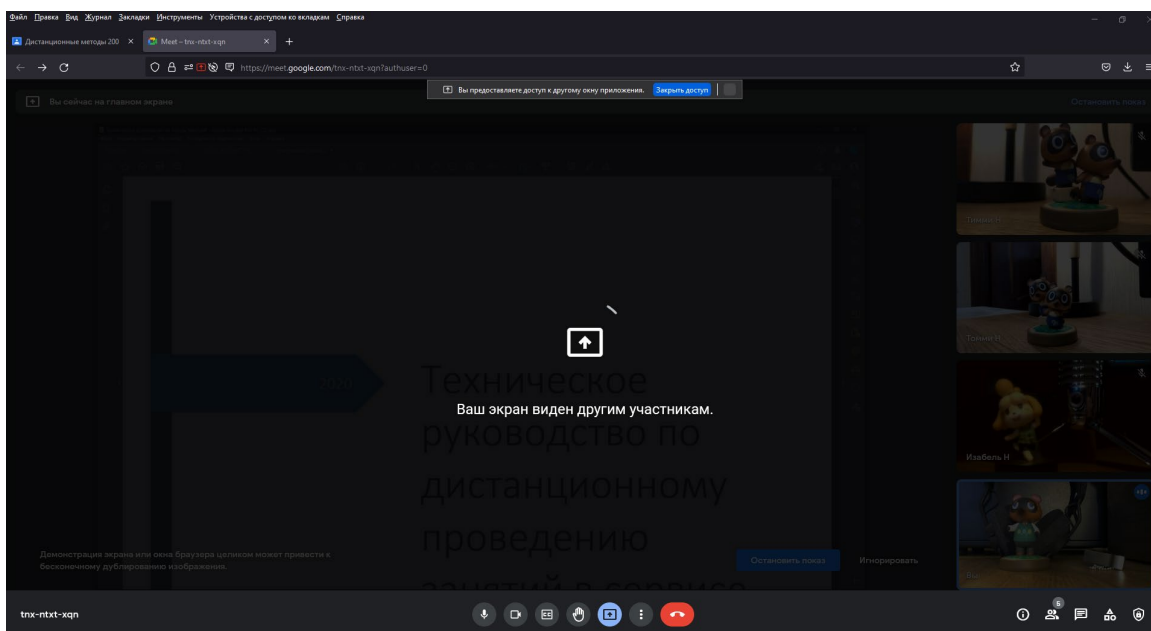 Файл Правка Вид Журнал Закладки Инструменты Устройства с доступом ко вкладкам Справка
Дистанционные методы 200
Meet – tnx-ntxt-xqn
https://meet.google.com/tnx-ntxt-xqn?authuser=0
Вы предоставляете доступ к другому окну приложения. Закрыть доступ
Вы сейчас на главном экране
Остановить показ
Ваш экран виден другим участникам.
2020
Техническое
руководство по
дистанционному
проведению
занятий в сервисе
Изабель Н
Вы
Демонстрация экрана или окна браузера целиком может привести к
бесконечному дублированию изображения.
Остановить показ Игнорировать
tnx-ntxt-xqn
5